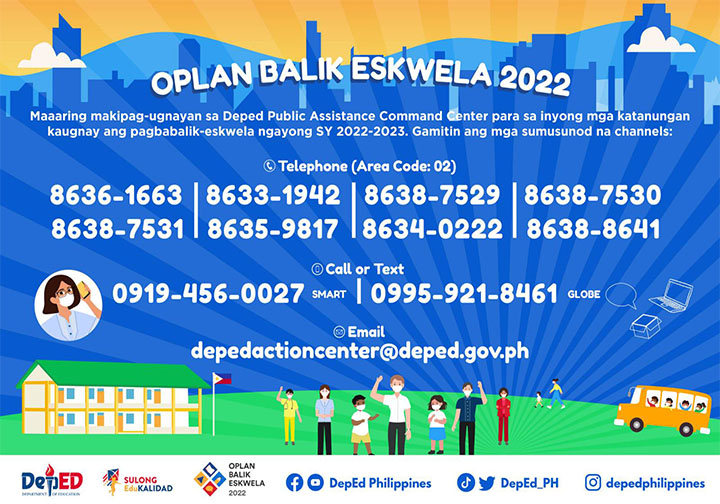 OPLAN BALIK ESKWELA 2022
Maaaring makipag-ugnayan sa Deped Public Assistance Command Center para sa inyong mga katanungan
kaugnay ang pagbabalik-eskwela ngayong SY 2022-2023. Gamitin ang mga sumusunod na channels:
Telephone (Area Code: 02)
8636-1663 | 8633-1942 | 8638-7529 | 8638-7530
8638-7531 | 8635-9817 | 8634-0222 | 8638-8641
Call or Text
0919-456-0027 SMART | 0995-921-8461 GLOBE
Email
depedactioncenter@deped.gov.ph
DepED
DEPARTMENT OF EDUCATION
SULONG
EduKALIDAD
OPLAN
BALIK
ESKWELA
2022
DepEd Philippines
DepEd_PH
depedphilippines